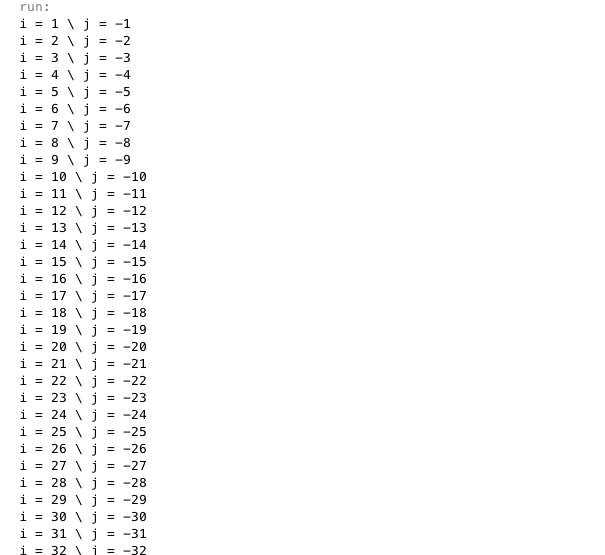 run:
i = 1 \ j = -1
i = 2 \ j = -2
i = 3 \ j = -3
i = 4 \ j = -4
i = 5 \ j = -5
i = 6 \ j = -6
i = 7 \ j = -7
i = 8 \ j = -8
i = 9 \ j = -9
i = 10 \ j = -10
i = 11 \ j = -11
i = 12 \ j = -12
i = 13 \ j = -13
i = 14 \ j = -14
i = 15 \ j = -15
i = 16 \ j = -16
i = 17 \ j = -17
i = 18 \ j = -18
i = 19 \ j = -19
i = 20 \ j = -20
i = 21 \ j = -21
i = 22 \ j = -22
i = 23 \ j = -23
i = 24 \ j = -24
i = 25 \ j = -25
i = 26 \ j = -26
i = 27 \ j = -27
i = 28 \ j = -28
i = 29 \ j = -29
i = 30 \ j = -30
i = 31 \ j = -31
i = 32 \ j = -32